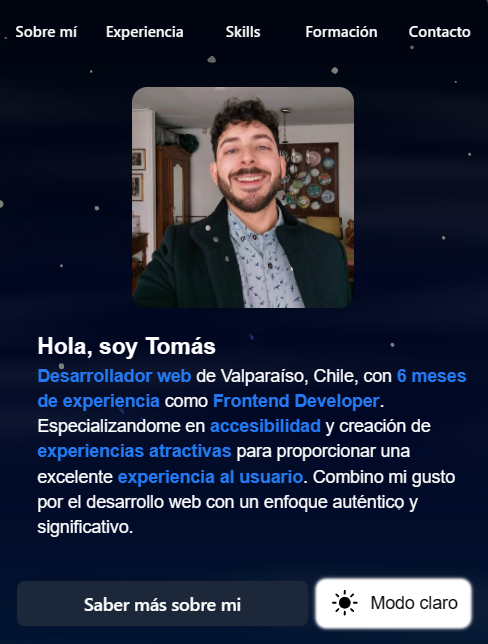 Sobre mí Experiencia Skills Formación Contacto
Hola, soy Tomás
Desarrollador web de Valparaíso, Chile, con 6 meses
de experiencia como Frontend Developer.
Especializandome en accesibilidad y creación de
experiencias atractivas para proporcionar una
excelente experiencia al usuario. Combino mi gusto
por el desarrollo web con un enfoque auténtico y
significativo.
Saber más sobre mi
Modo claro